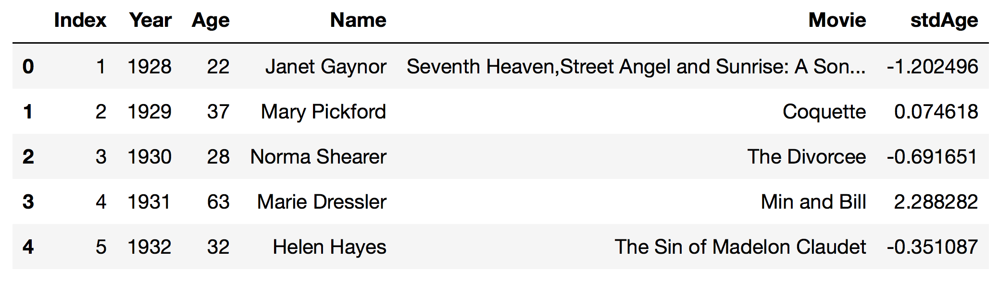 Index Year Age Name Movie stdAge
0 1 1928 22 Janet Gaynor Seventh Heaven,Street Angel and Sunrise: A Son... -1.202496
1 2 1929 37 Mary Pickford Coquette 0.074618
2 3 1930 28 Norma Shearer The Divorcee -0.691651
3 4 1931 63 Marie Dressler Min and Bill 2.288282
4 5 1932 32 Helen Hayes The Sin of Madelon Claudet -0.351087